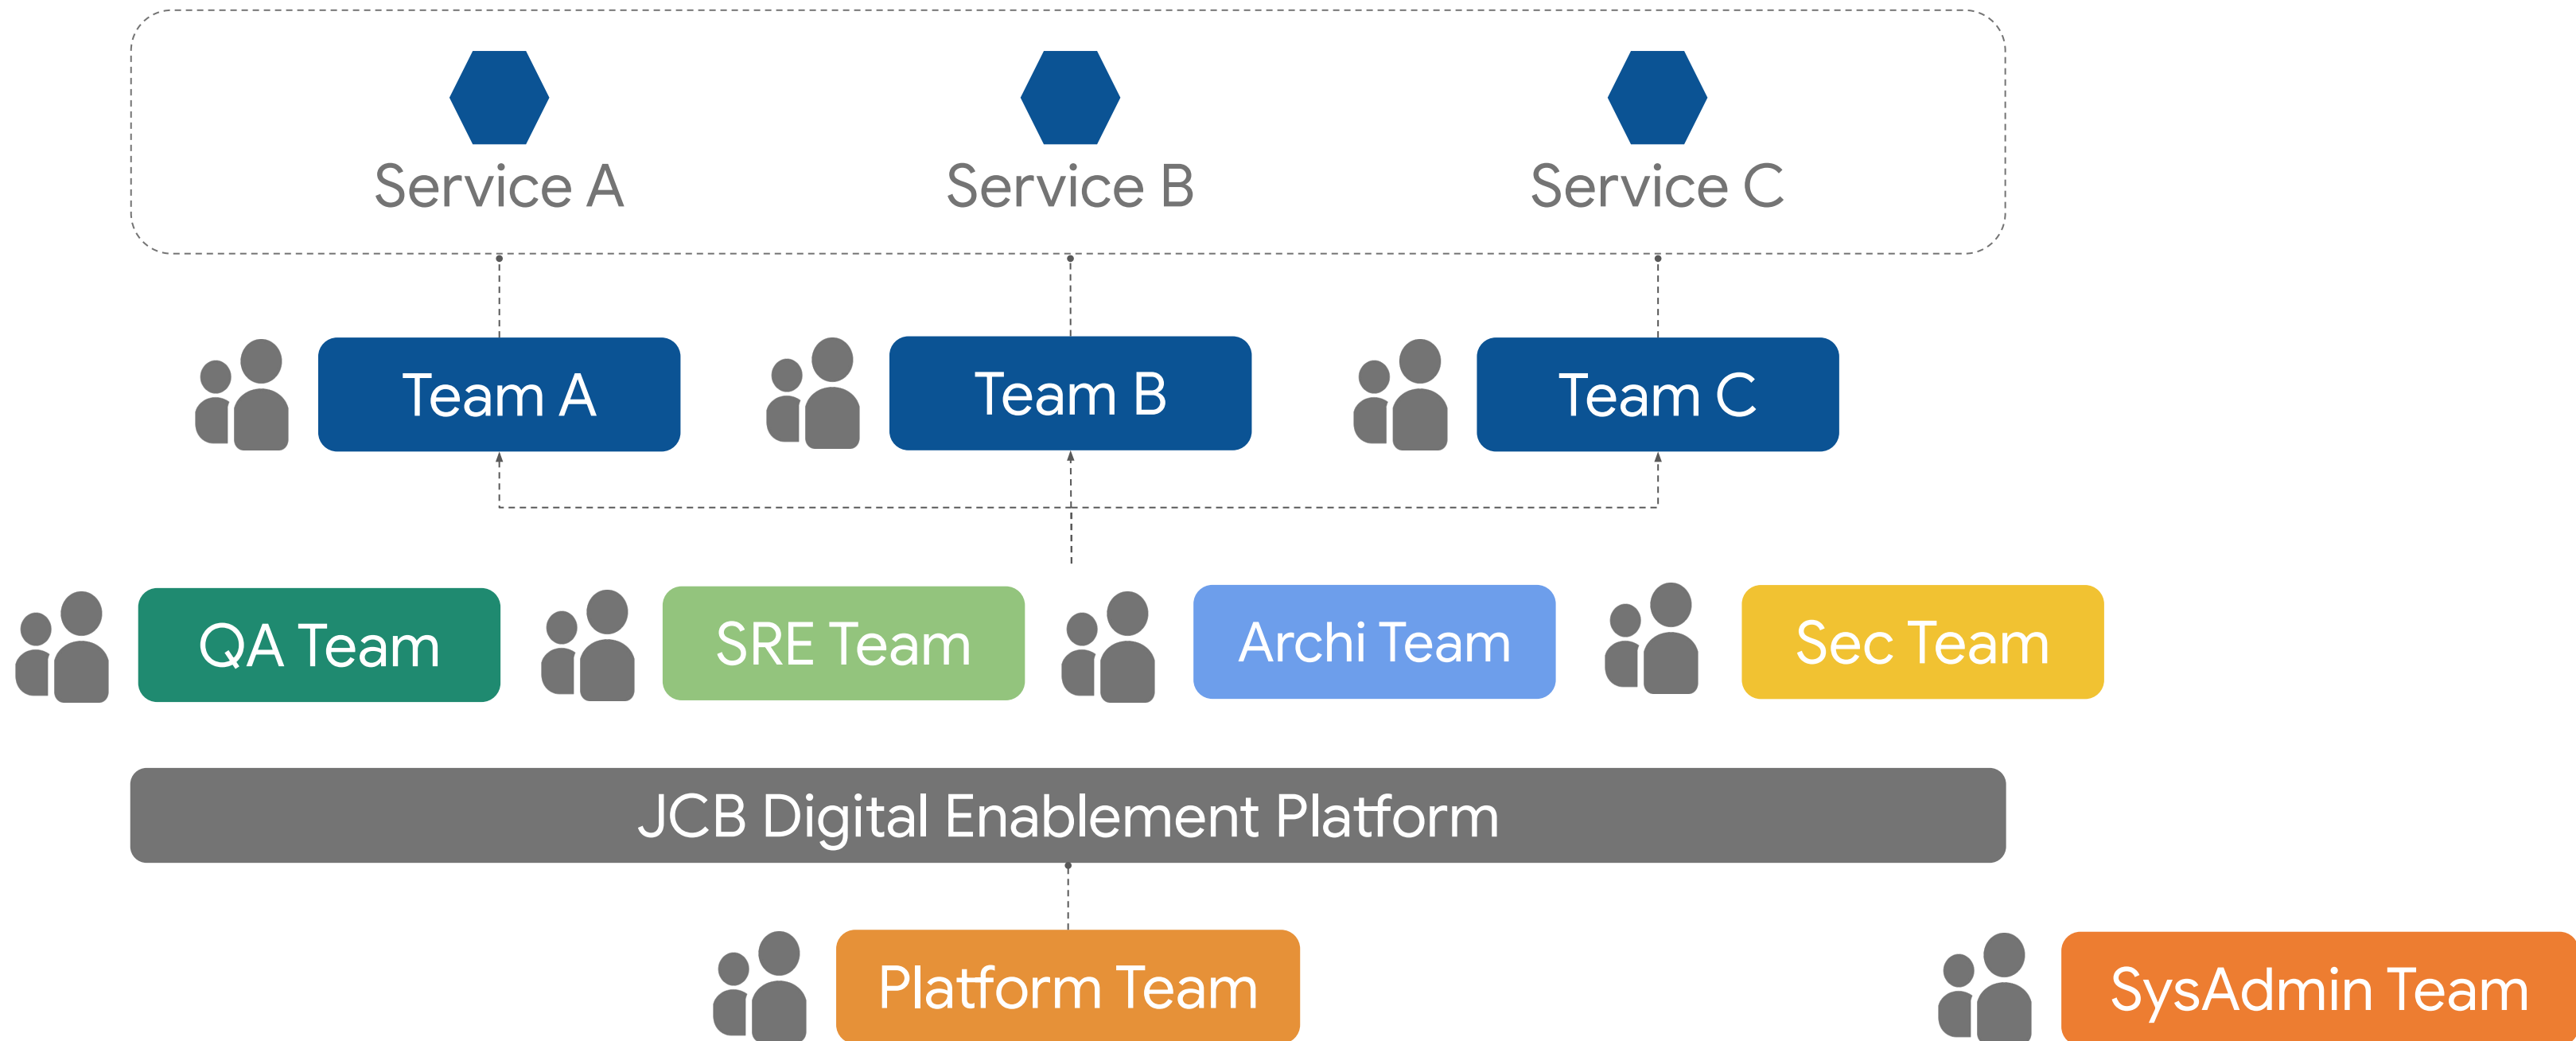 Service A
Service B
Service C
Team A
Team B
Team C
QA Team
SRE Team
Archi Team
Sec Team
JCB Digital Enablement Platform
Platform Team
SysAdmin Team